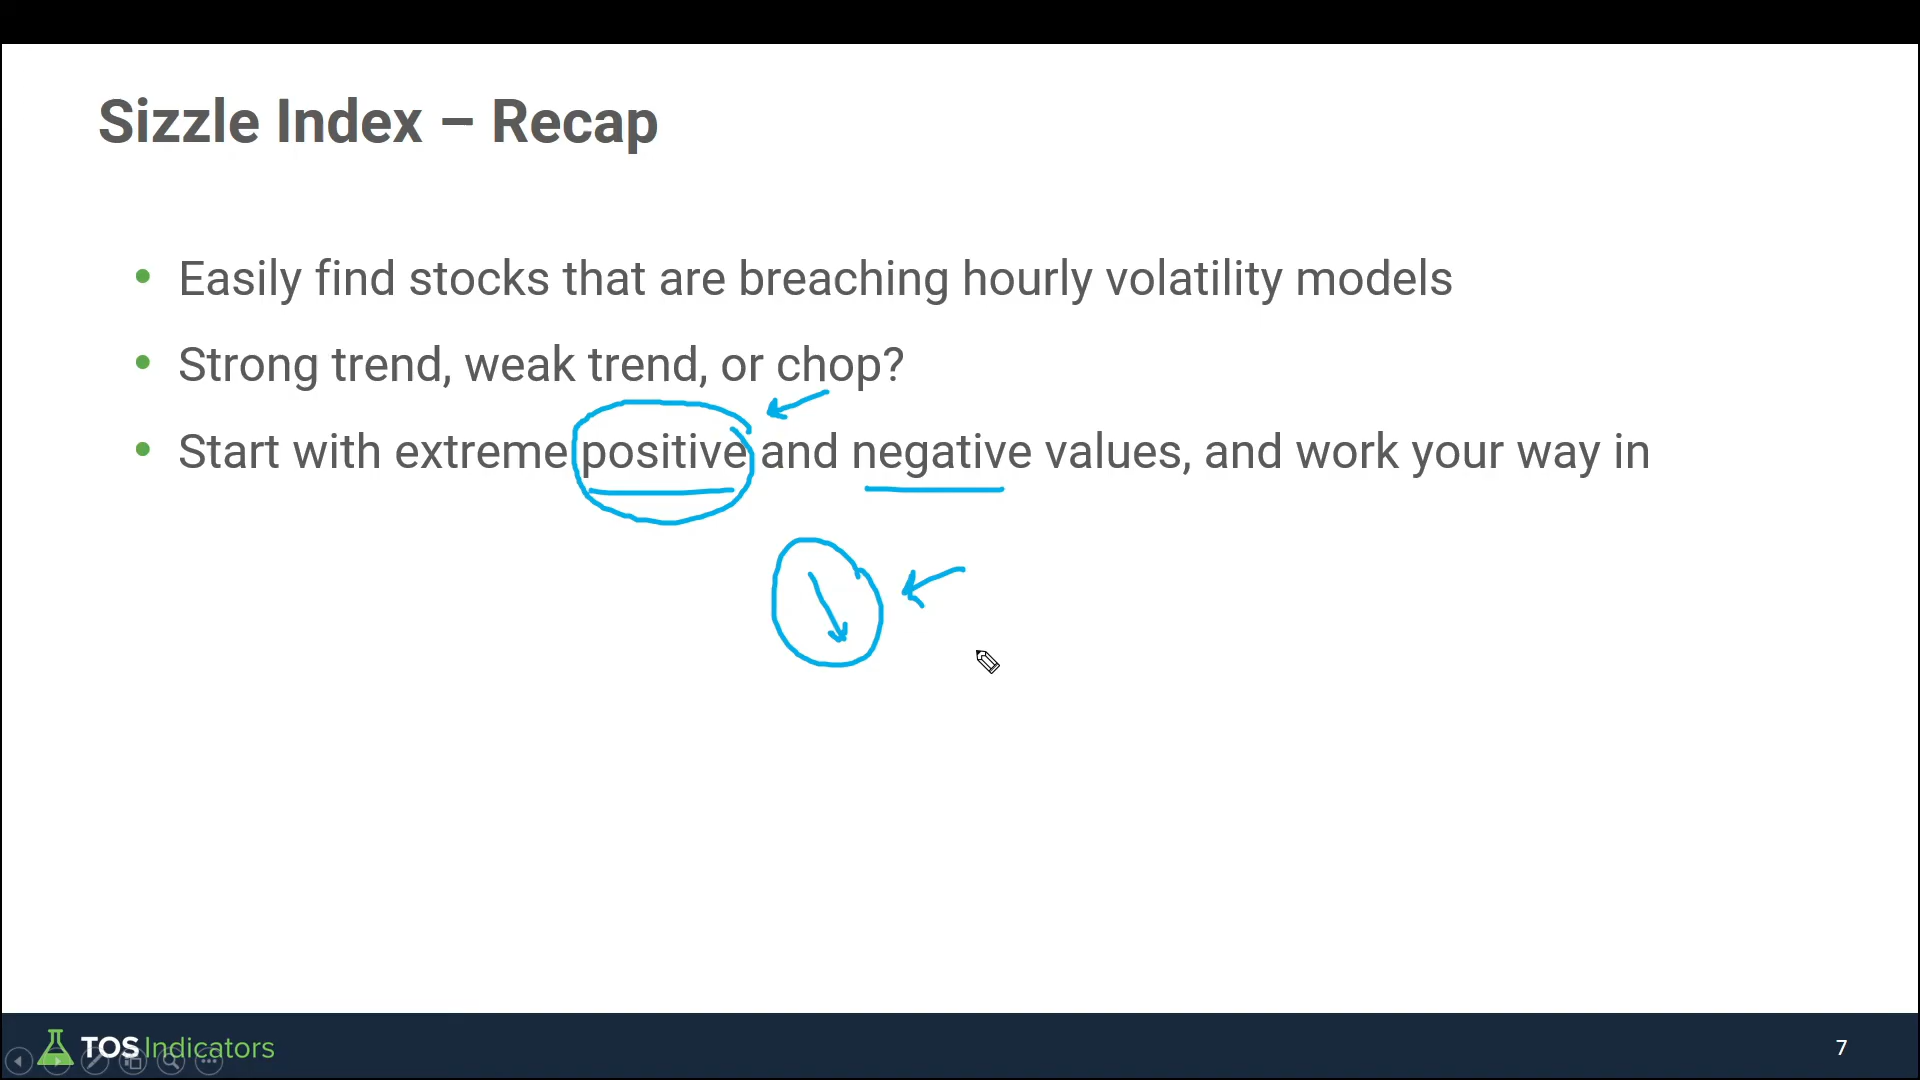 Sizzle Index – Recap
• Easily find stocks that are breaching hourly volatility models
• Strong trend, weak trend, or chop?
• Start with extreme positive and negative values, and work your way in
TOS Indicators
7